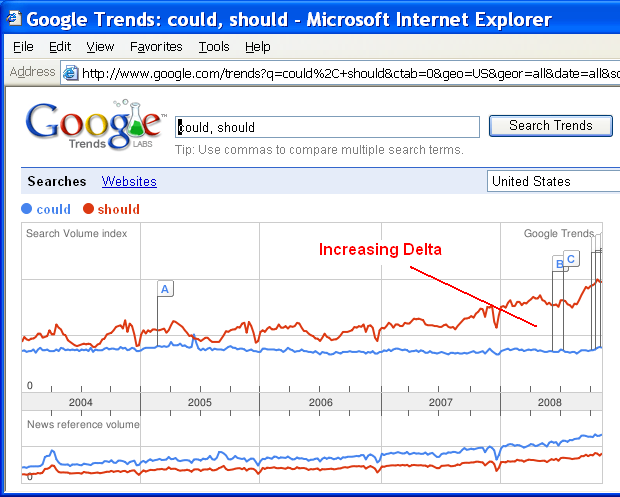 Google Trends: could, should - Microsoft Internet Explorer
File Edit View Favorites Tools Help
Address http://www.google.com/trends?q=could%2C+should&ctab=0&geo=US&geor=all&date=all&so
Google™
Trends LABS
could, should
Search Trends
Tip: Use commas to compare multiple search terms.
Searches Websites
United States
could should
Search Volume index
Google Trends
Increasing Delta
A
B
C
0
2004 2005 2006 2007 2008
News reference volume
0